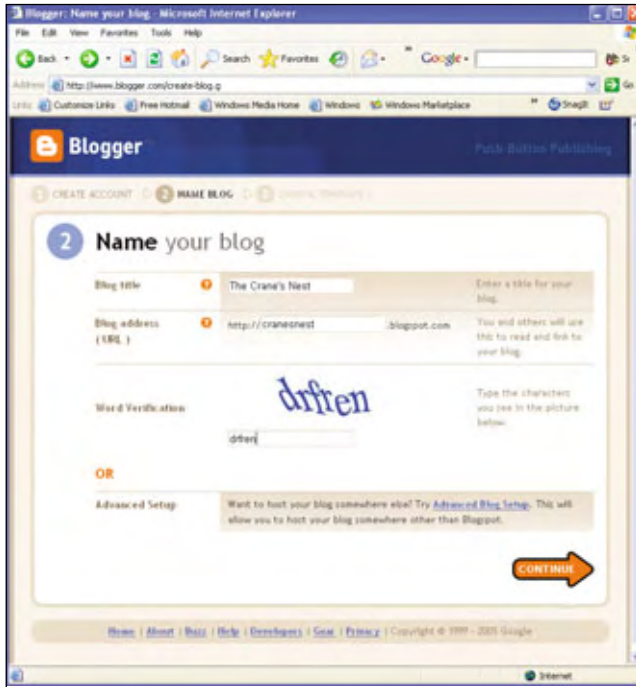 Blogger: Name your blog - Microsoft Internet Explorer
File Edit View Favorites Tools Help
Back Search Favorites Google
Address http://www.blogger.com/create-blog.g Go
Links Customize Links Free Hotmail Windows Media Home Windows Windows Marketplace SnagIt
Blogger
Push-Button Publishing
1 CREATE ACCOUNT 2 NAME BLOG 3
2 Name your blog
Blog title ? The Crane's Nest Enter a title for your
blog.
Blog address ? http://cranesnest .blogspot.com You and others will use
(URL) this to read and link to
your blog.
drfren
Word Verification Type the characters
you see in the picture
below.
drfren
OR
Advanced Setup Want to host your blog somewhere else? Try Advanced Blog Setup. This will
allow you to host your blog somewhere other than Blogspot.
CONTINUE
Home | About | Buzz | Help | Developers | Gear | Privacy | Copyright © 1999 - 2005 Google
Internet